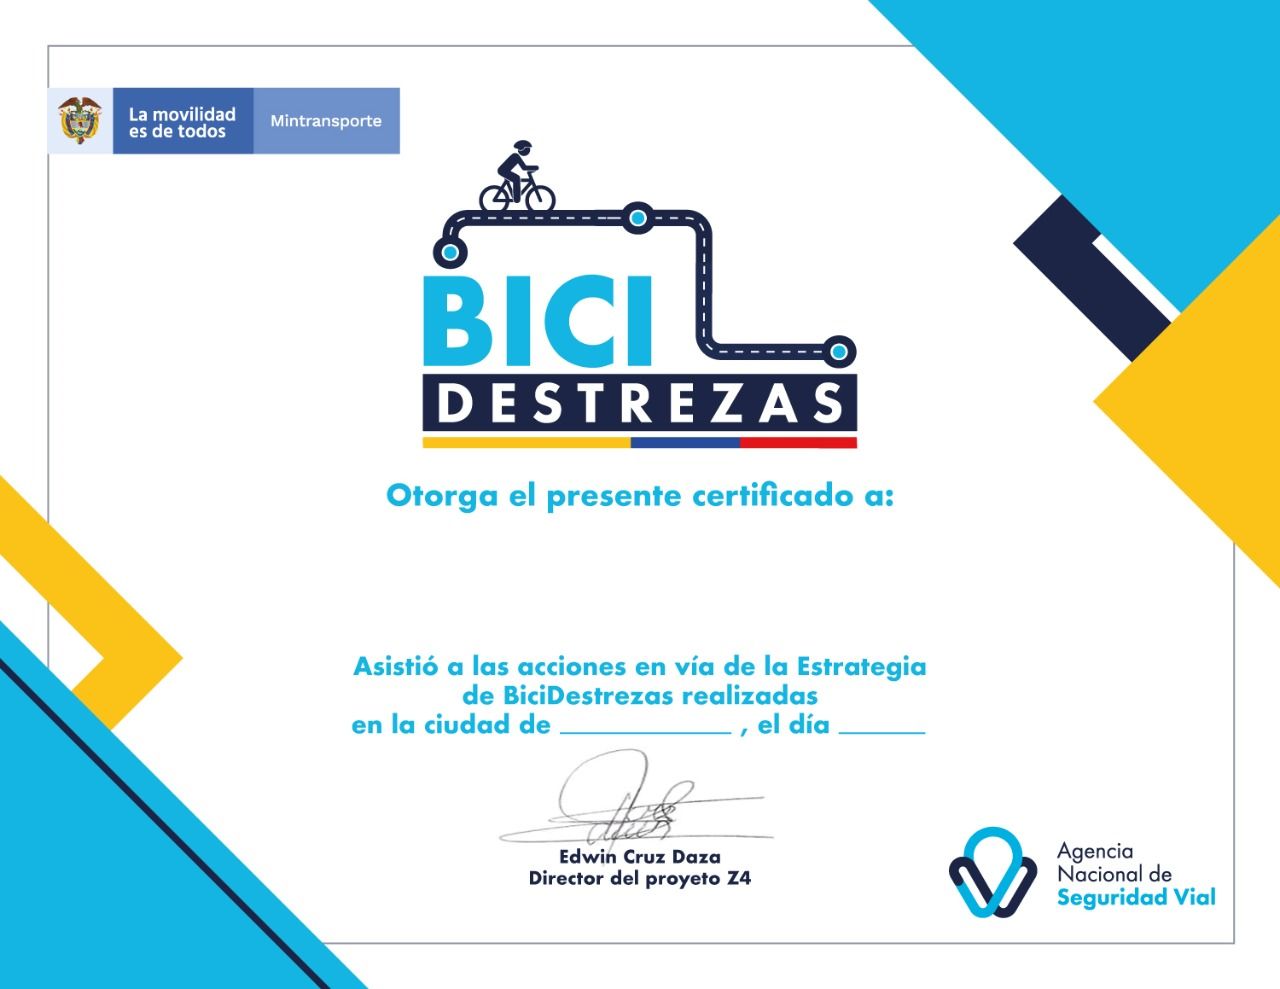 La movilidad
es de todos
Mintransporte
BICI
DESTREZAS
Otorga el presente certificado a:
Asistió a las acciones en vía de la Estrategia
de BiciDestrezas realizadas
en la ciudad de ____________ , el día ______
Edwin Cruz Daza
Director del proyeto Z4
Agencia
Nacional de
Seguridad Vial